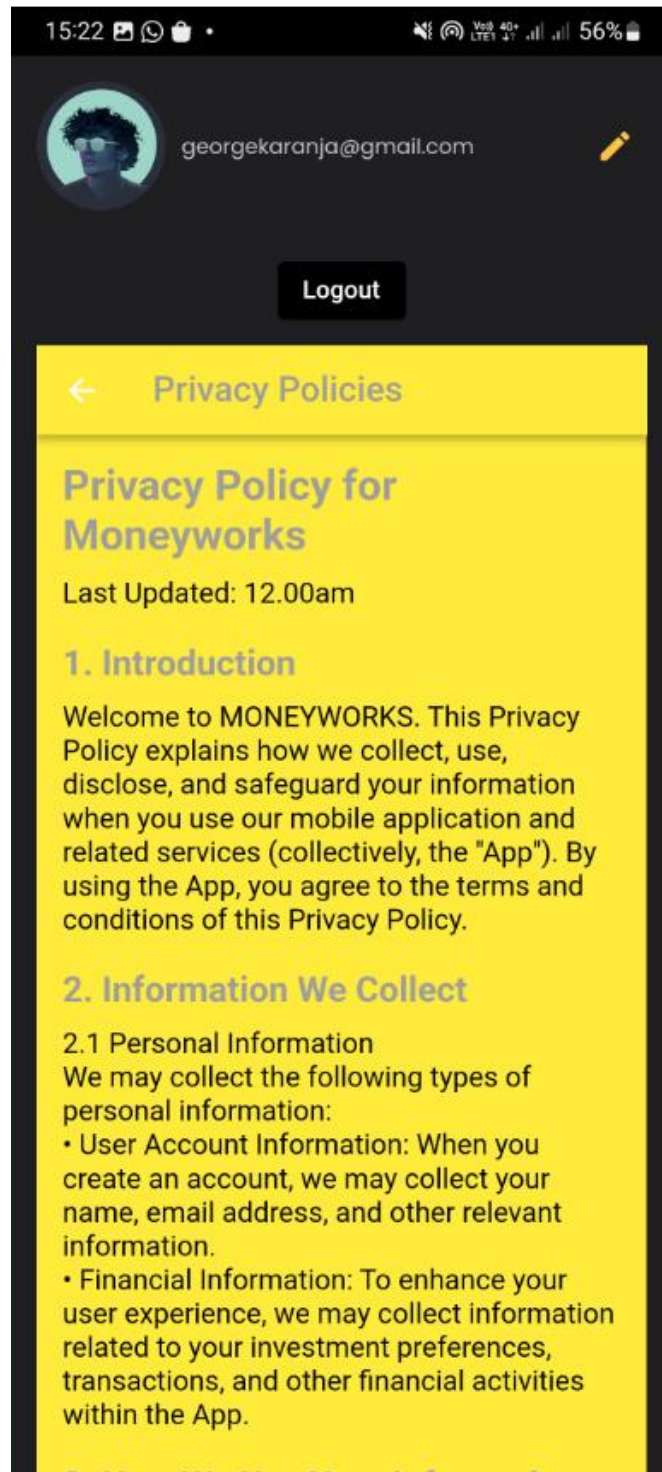 15:22
Vo)) LTE1 4G+ 56%
georgekaranja@gmail.com
Logout
Privacy Policies
Privacy Policy for
Moneyworks
Last Updated: 12.00am
1. Introduction
Welcome to MONEYWORKS. This Privacy
Policy explains how we collect, use,
disclose, and safeguard your information
when you use our mobile application and
related services (collectively, the "App"). By
using the App, you agree to the terms and
conditions of this Privacy Policy.
2. Information We Collect
2.1 Personal Information
We may collect the following types of
personal information:
• User Account Information: When you
create an account, we may collect your
name, email address, and other relevant
information.
• Financial Information: To enhance your
user experience, we may collect information
related to your investment preferences,
transactions, and other financial activities
within the App.